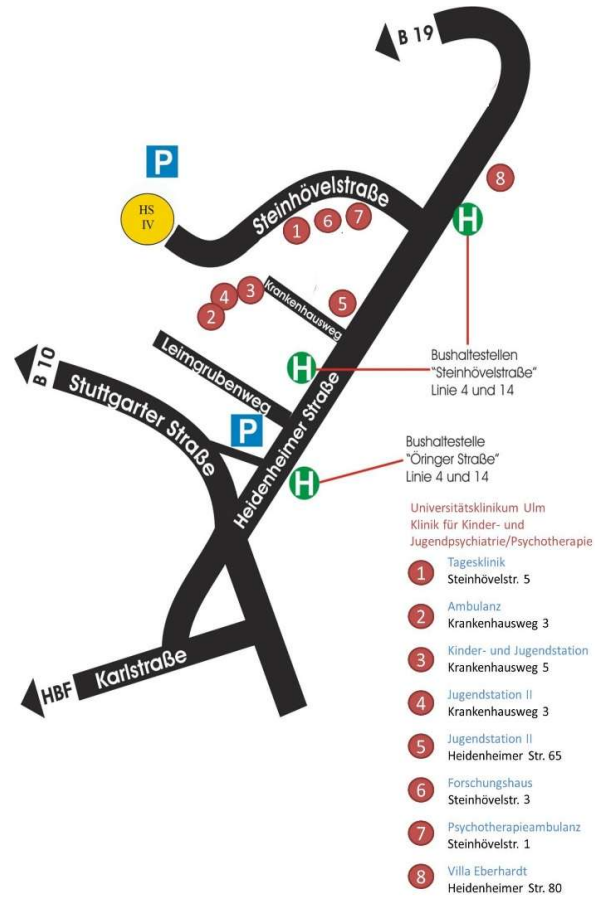 B 19
P
8
HS
IV
Steinhövelstraße
H
7
6
1
3
4
2
5
Krankenhausweg
B 10
Leimgrubenweg
H
Bushaltestellen
"Steinhövelstraße"
Linie 4 und 14
Stuttgarter Straße
P
Heidenheimer Straße
H
Bushaltestelle
"Öringer Straße"
Linie 4 und 14
HBF
Karlstraße
Universitätsklinikum Ulm
Klinik für Kinder- und
Jugendpsychiatrie/Psychotherapie
1 Tagesklinik
Steinhövelstr. 5
2 Ambulanz
Krankenhausweg 3
3 Kinder- und Jugendstation
Krankenhausweg 5
4 Jugendstation II
Krankenhausweg 3
5 Jugendstation II
Heidenheimer Str. 65
6 Forschungshaus
Steinhövelstr. 3
7 Psychotherapieambulanz
Steinhövelstr. 1
8 Villa Eberhardt
Heidenheimer Str. 80